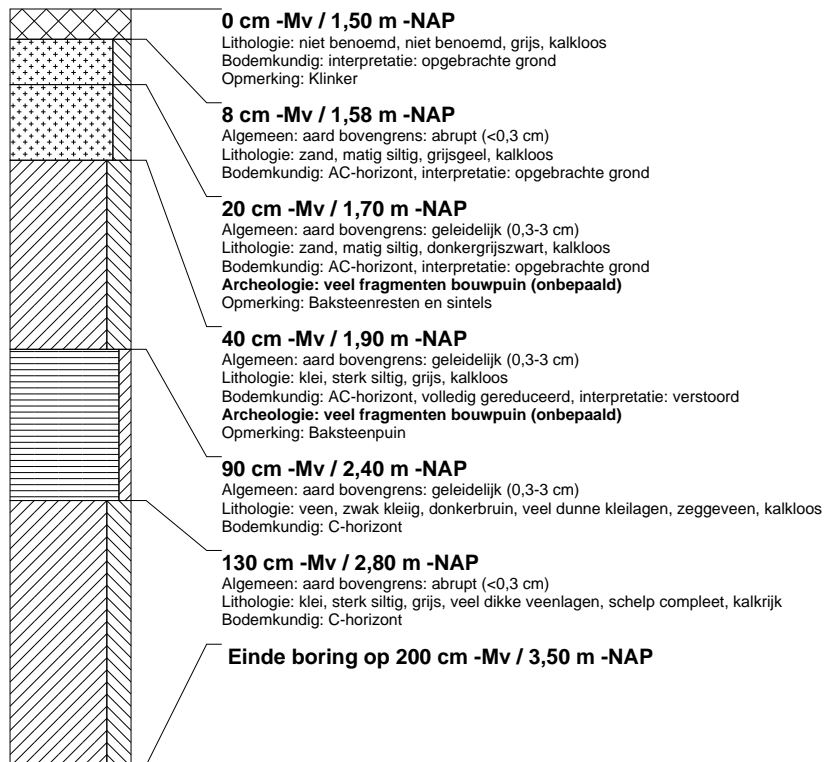 0 cm -Mv / 1,50 m -NAP
Lithologie: niet benoemd, niet benoemd, grijs, kalkloos
Bodemkundig: interpretatie: opgebrachte grond
Opmerking: Klinker
8 cm -Mv / 1,58 m -NAP
Algemeen: aard bovengrens: abrupt (<0,3 cm)
Lithologie: zand, matig siltig, grijsgeel, kalkloos
Bodemkundig: AC-horizont, interpretatie: opgebrachte grond
20 cm -Mv / 1,70 m -NAP
Algemeen: aard bovengrens: geleidelijk (0,3-3 cm)
Lithologie: zand, matig siltig, donkergrijszwart, kalkloos
Bodemkundig: AC-horizont, interpretatie: opgebrachte grond
Archeologie: veel fragmenten bouwpuin (onbepaald)
Opmerking: Baksteenresten en sintels
40 cm -Mv / 1,90 m -NAP
Algemeen: aard bovengrens: geleidelijk (0,3-3 cm)
Lithologie: klei, sterk siltig, grijs, kalkloos
Bodemkundig: AC-horizont, volledig gereduceerd, interpretatie: verstoord
Archeologie: veel fragmenten bouwpuin (onbepaald)
Opmerking: Baksteenpuin
90 cm -Mv / 2,40 m -NAP
Algemeen: aard bovengrens: geleidelijk (0,3-3 cm)
Lithologie: veen, zwak kleiig, donkerbruin, veel dunne kleilagen, zeggeveen, kalkloos
Bodemkundig: C-horizont
130 cm -Mv / 2,80 m -NAP
Algemeen: aard bovengrens: abrupt (<0,3 cm)
Lithologie: klei, sterk siltig, grijs, veel dikke veenlagen, schelp compleet, kalkrijk
Bodemkundig: C-horizont
Einde boring op 200 cm -Mv / 3,50 m -NAP